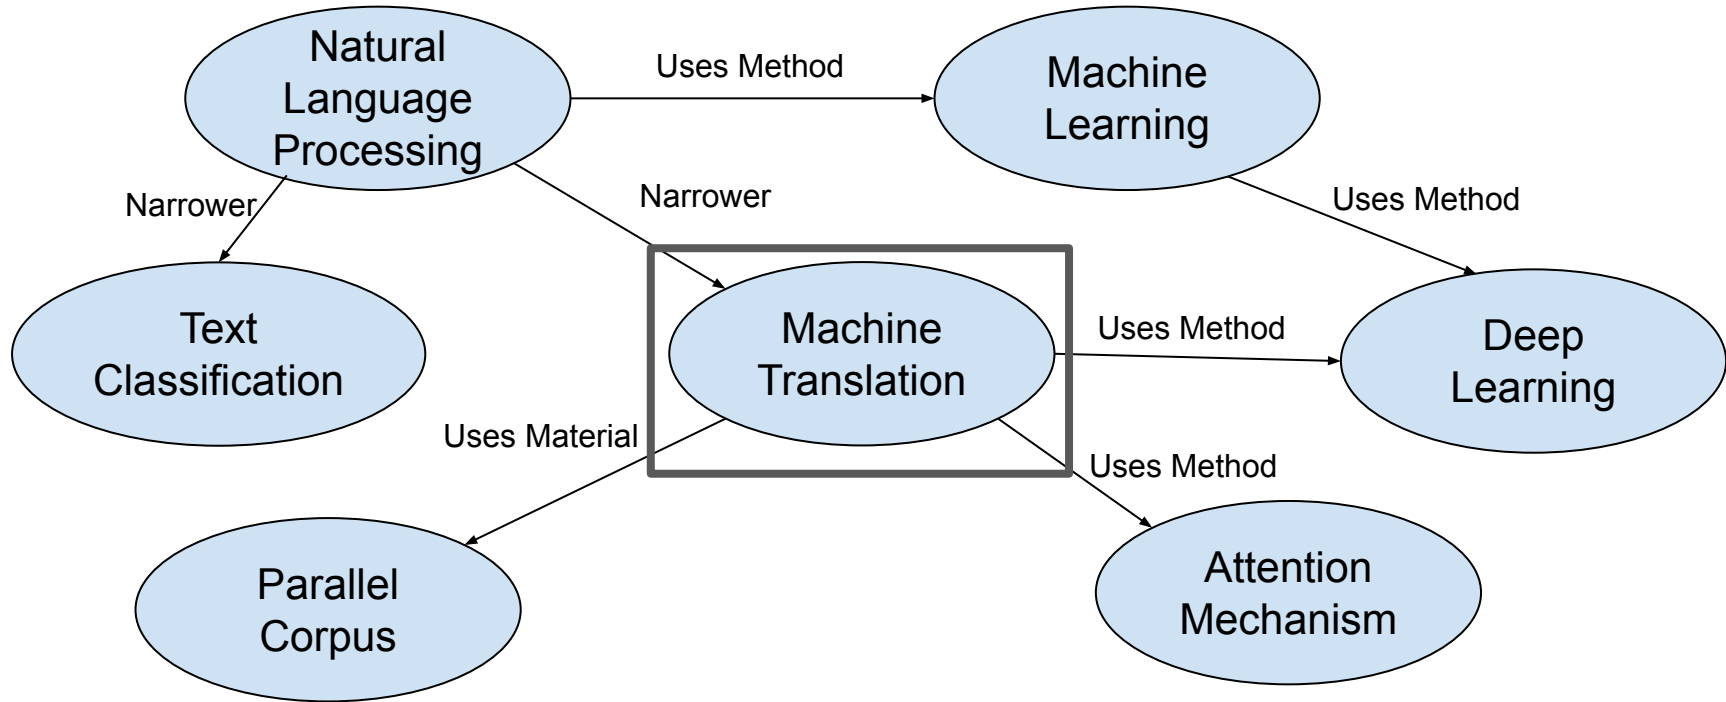 Natural
Language
Processing
Uses Method
Machine
Learning
Narrower
Narrower
Uses Method
Text
Classification
Machine
Translation
Uses Method
Deep
Learning
Uses Material
Uses Method
Parallel
Corpus
Attention
Mechanism